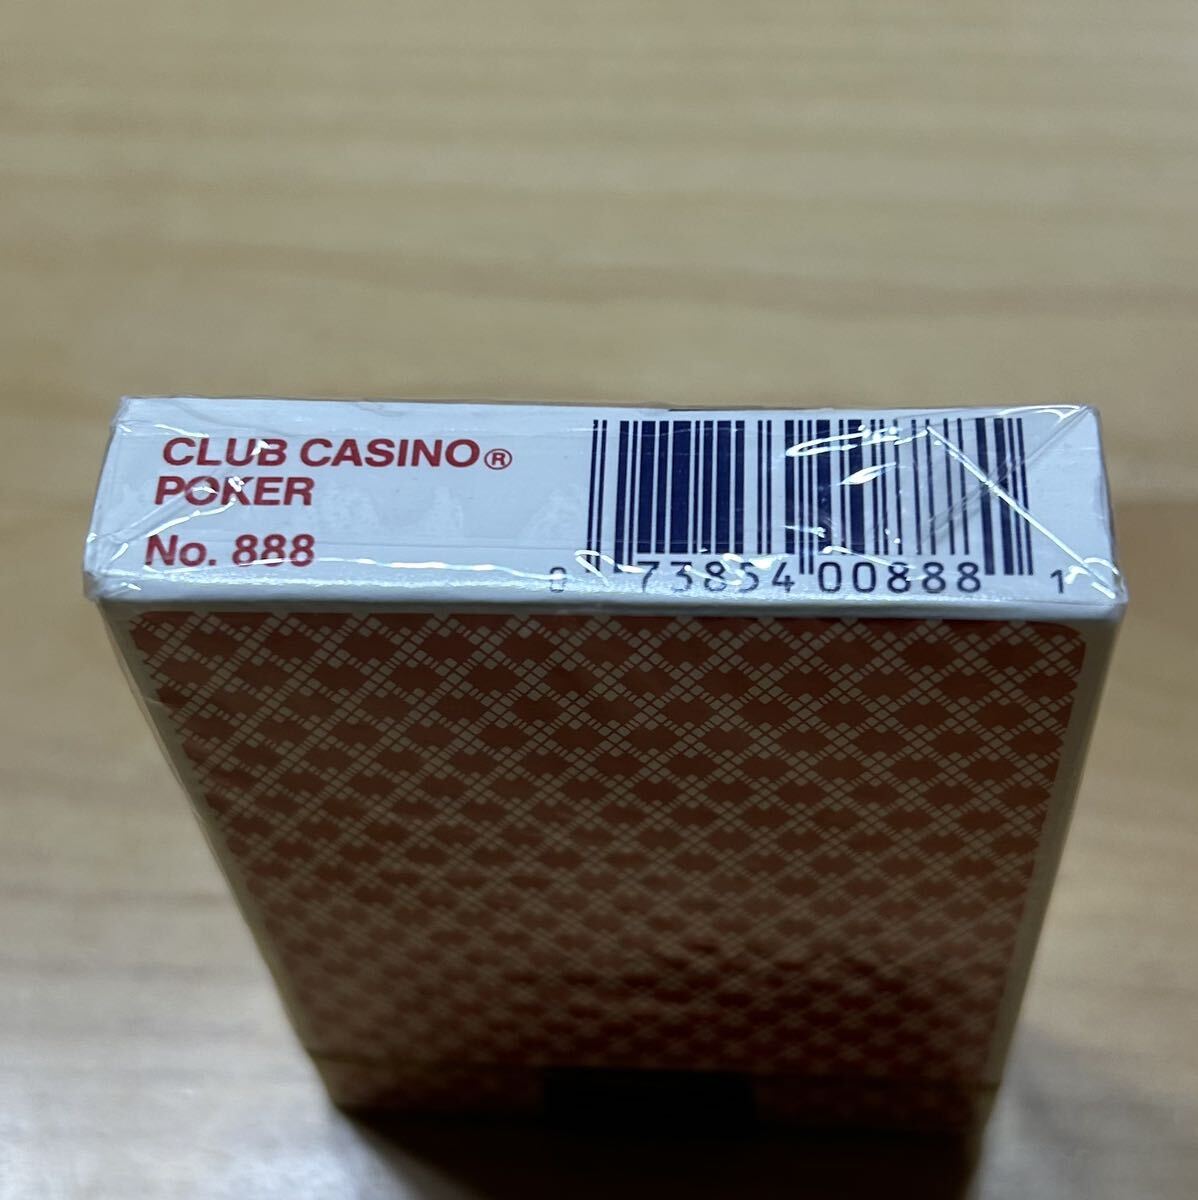 CLUB CASINO®
POKER
No. 888
0 73854 00888 1